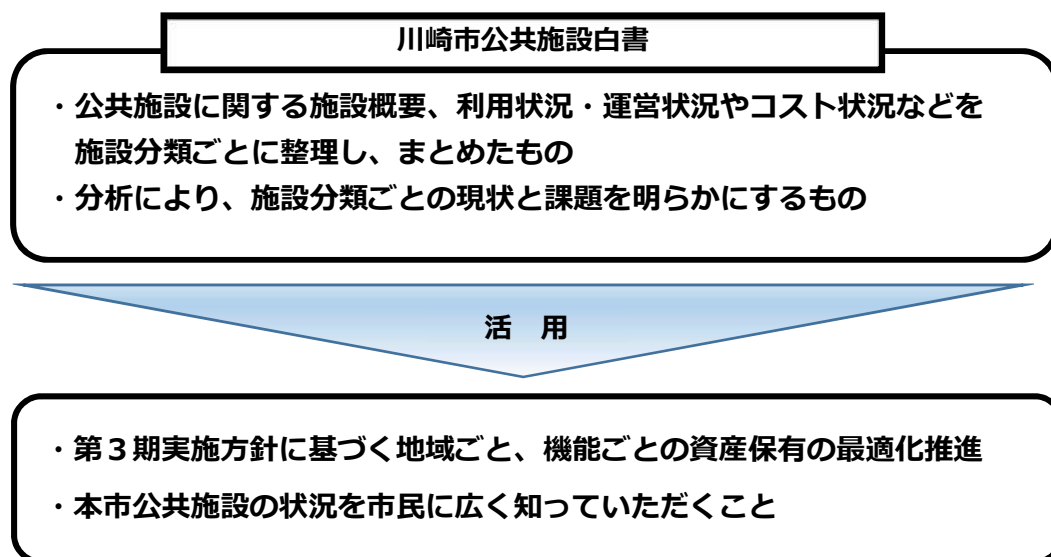 川崎市公共施設白書
・公共施設に関する施設概要、利用状況・運営状況やコスト状況などを
施設分類ごとに整理し、まとめたもの
・分析により、施設分類ごとの現状と課題を明らかにするもの
活　用
・第３期実施方針に基づく地域ごと、機能ごとの資産保有の最適化推進
・本市公共施設の状況を市民に広く知っていただくこと